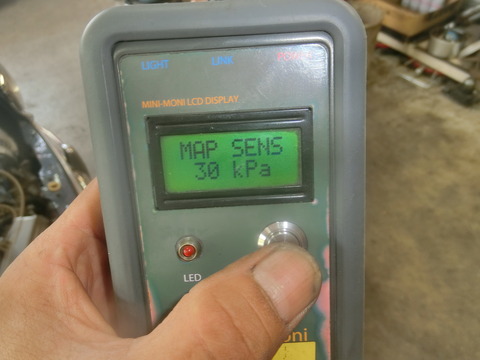 LIGHT LINK
MINI-MONI LCD DISPLAY
MAP SENS
30 kPa
LED